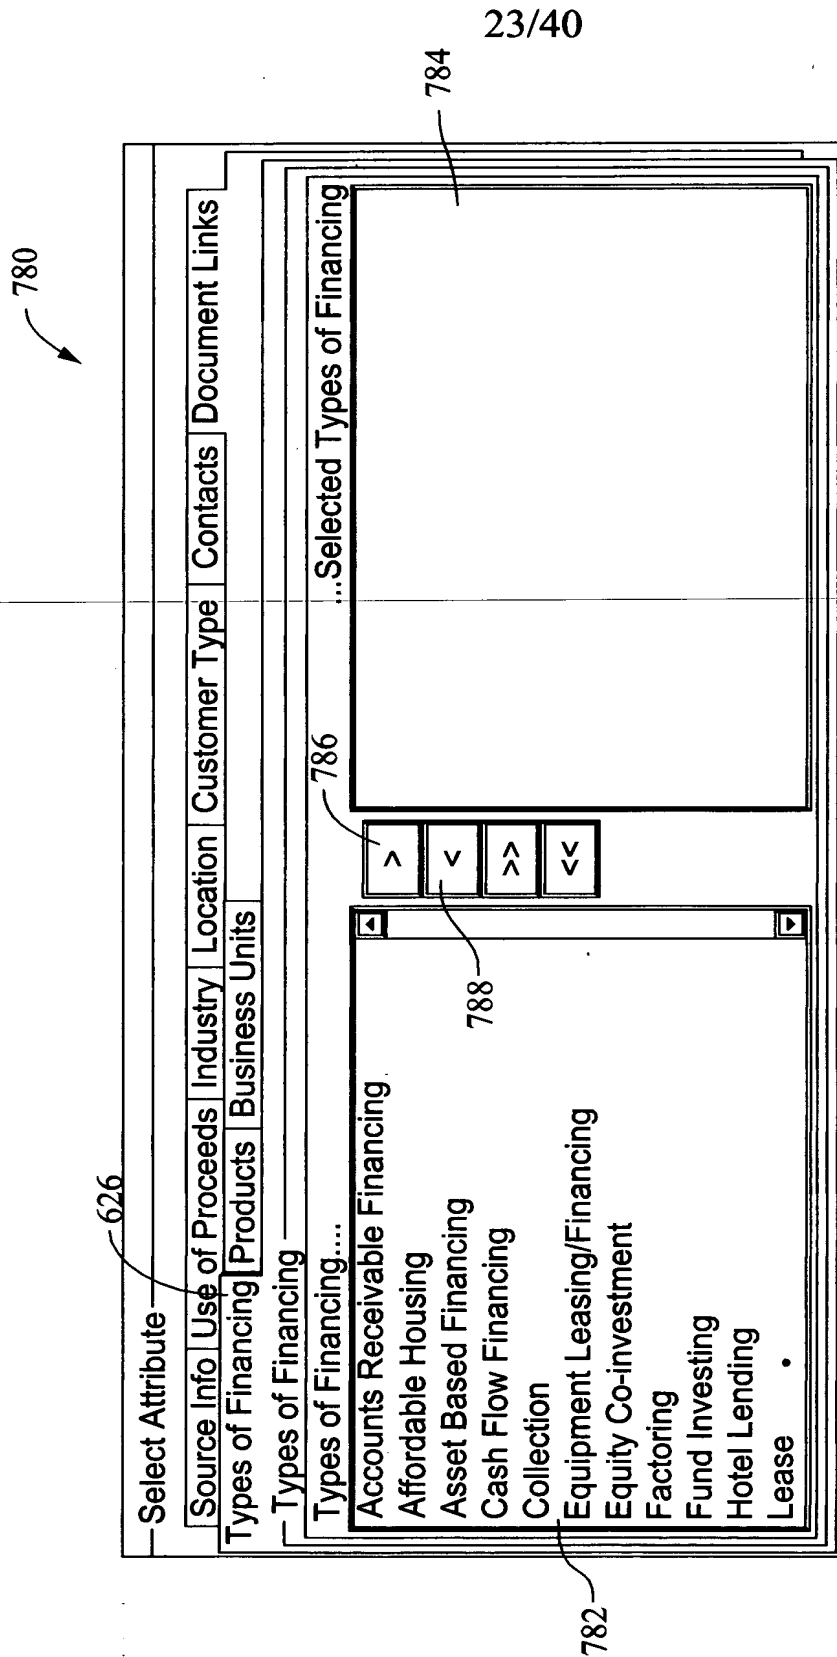 23/40
780
Select Attribute
Source Info Use of Proceeds Industry Location Customer Type Contacts Document Links
626
Types of Financing Products Business Units
Types of Financing
Types of Financing.... ...Selected Types of Financing
Accounts Receivable Financing
Affordable Housing
Asset Based Financing
Cash Flow Financing
Collection
Equipment Leasing/Financing
Equity Co-investment
Factoring
Fund Investing
Hotel Lending
Lease
>
<
>>
<<
786
788
784
782